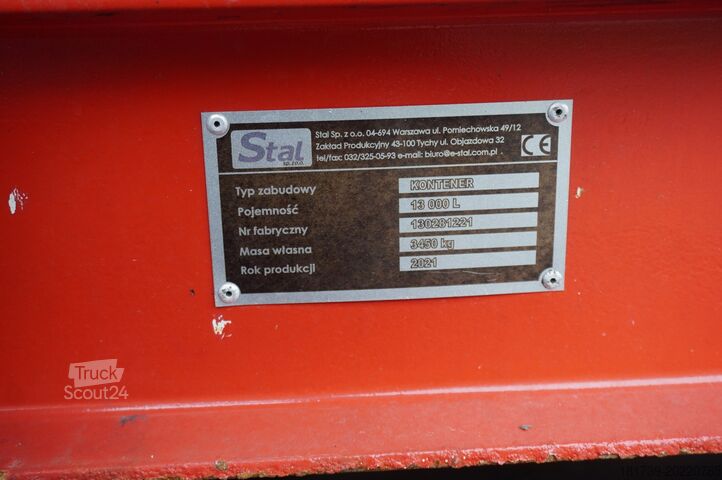 Stal
sp. z o.o.
Stal Sp. z o.o. 04-694 Warszawa ul. Pomiechowska 49/12
Zakład Produkcyjny 43-100 Tychy ul. Objazdowa 32
tel/fax: 032/325-05-93 e-mail: biuro@e-stal.com.pl
CE
Typ zabudowy KONTENER
Pojemność 13 000 L
Nr fabryczny 130281221
Masa własna 3450 kg
Rok produkcji 2021
Truck
Scout24